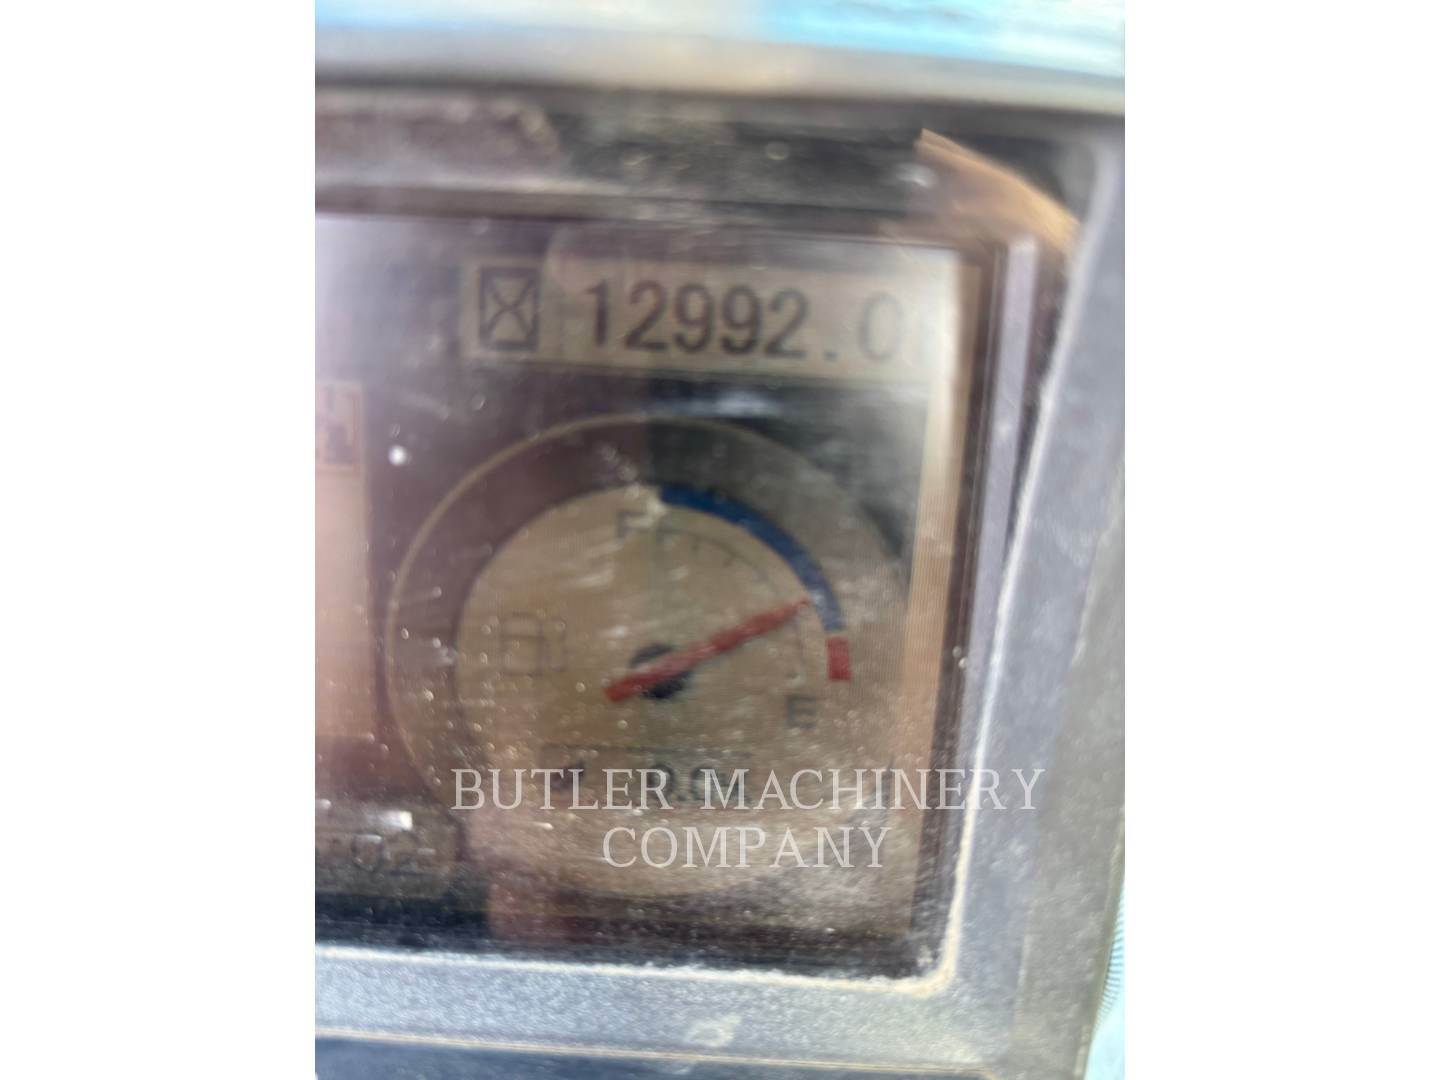 12992.0
F
E
BUTLER MACHINERY
COMPANY